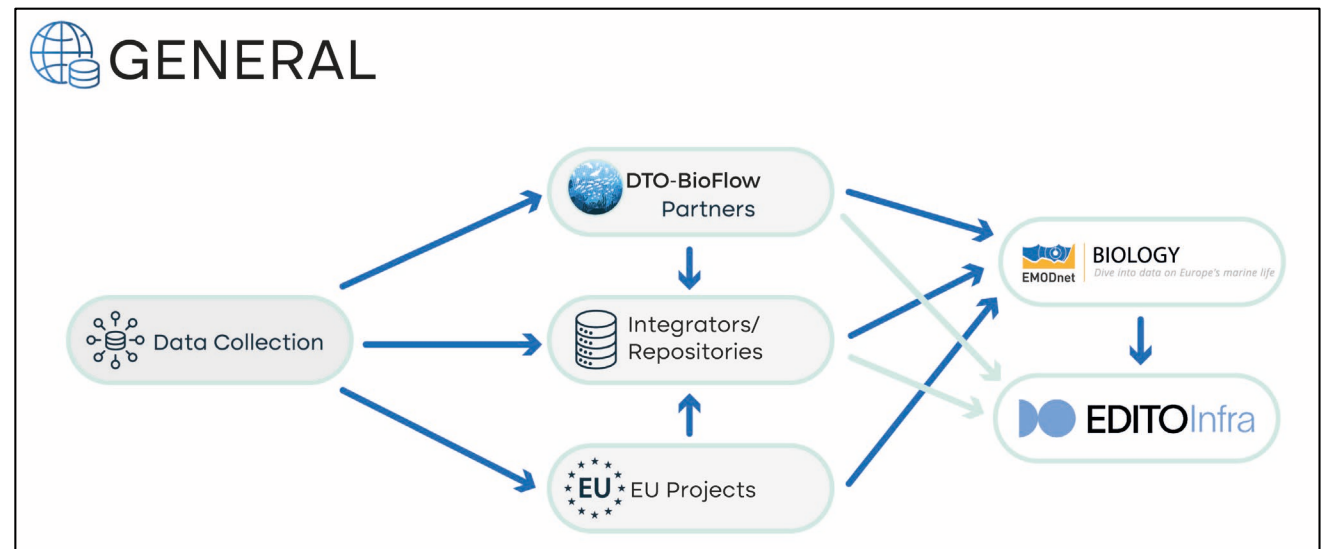 GENERAL
DTO-BioFlow
Partners
Data Collection
Integrators/
Repositories
EU
EU Projects
EMODnet
BIOLOGY
Dive into data on Europe's marine life
EDITOInfra